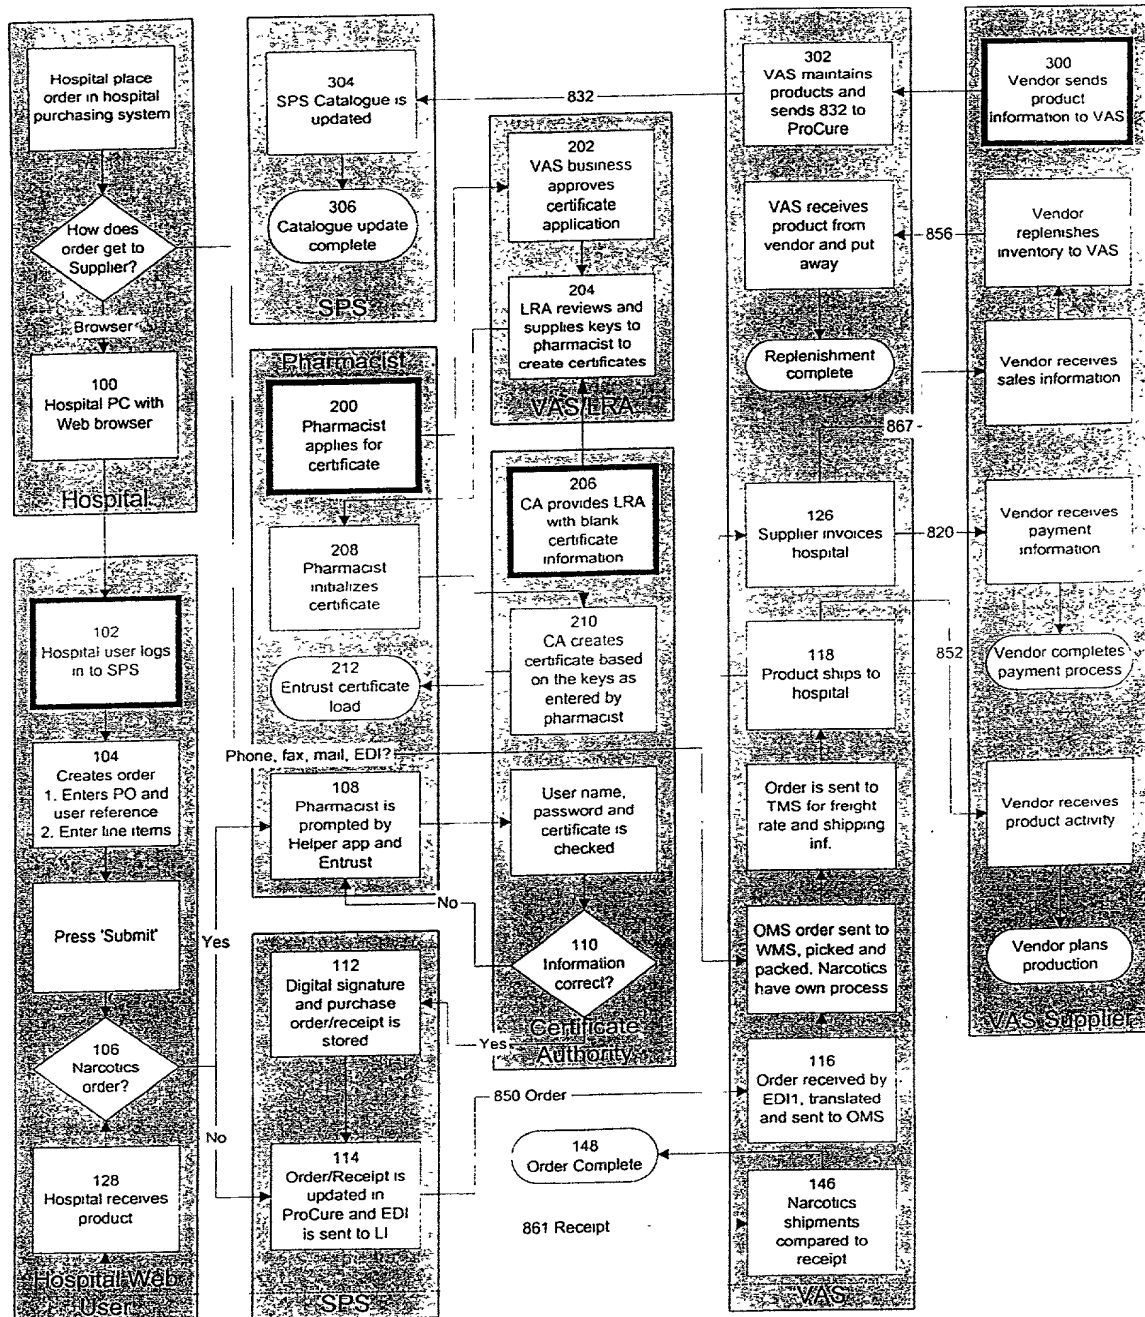 Hospital place
order in hospital
purchasing system
How does
order get to
Supplier?
Browser
100
Hospital PC with
Web browser
Hospital
102
Hospital user logs
in to SPS
104
Creates order
1. Enters PO and
user reference
2. Enter line items
Press 'Submit'
Yes
106
Narcotics
order?
No
128
Hospital receives
product
Hospital Web
User
304
SPS Catalogue is
updated
306
Catalogue update
complete
SPS
832
Pharmacist
200
Pharmacist
applies for
certificate
208
Pharmacist
initializes
certificate
212
Entrust certificate
load
Phone, fax, mail, EDI?
108
Pharmacist is
prompted by
Helper app and
Entrust
No
112
Digital signature
and purchase
order/receipt is
stored
114
Order/Receipt is
updated in
ProCure and EDI
is sent to LI
SPS
202
VAS business
approves
certificate
application
204
LRA reviews and
supplies keys to
pharmacist to
create certificates
VAS/LRA
206
CA provides LRA
with blank
certificate
information
210
CA creates
certificate based
on the keys as
entered by
pharmacist
User name,
password and
certificate is
checked
110
Information
correct?
Certificate
Authority
Yes
850 Order
148
Order Complete
861 Receipt
302
VAS maintains
products and
sends 832 to
ProCure
VAS receives
product from
vendor and put
away
856
Replenishment
complete
867
126
Supplier invoices
hospital
820
118
Product ships to
hospital
852
Order is sent to
TMS for freight
rate and shipping
inf.
OMS order sent to
WMS, picked and
packed. Narcotics
have own process
116
Order received by
EDI1, translated
and sent to OMS
146
Narcotics
shipments
compared to
receipt
VAS
300
Vendor sends
product
information to VAS
Vendor
replenishes
inventory to VAS
Vendor receives
sales information
Vendor receives
payment
information
Vendor completes
payment process
Vendor receives
product activity
Vendor plans
production
VAS Supplier